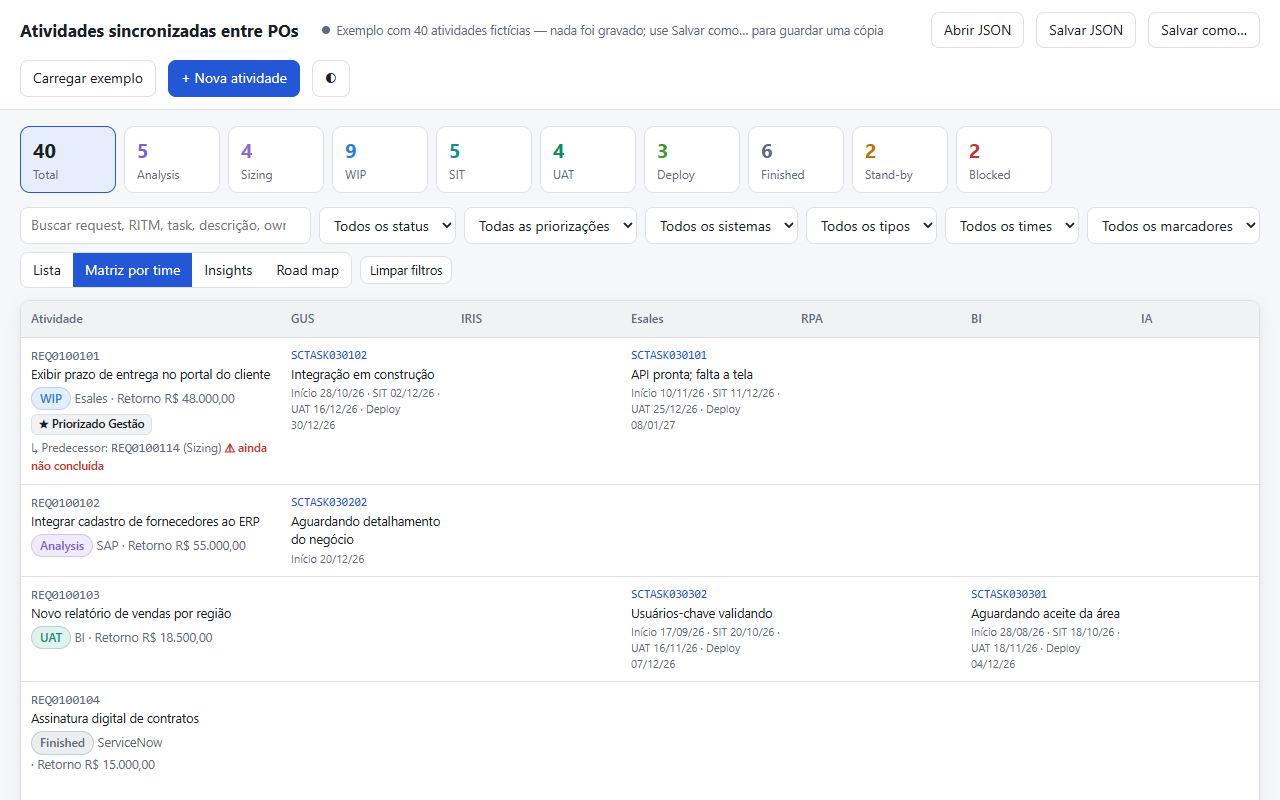 Atividades sincronizadas entre POs
● Exemplo com 40 atividades fictícias — nada foi gravado; use Salvar como... para guardar uma cópia
Abrir JSON
Salvar JSON
Salvar como...
Carregar exemplo
+ Nova atividade
40
Total
5
Analysis
4
Sizing
9
WIP
5
SIT
4
UAT
3
Deploy
6
Finished
2
Stand-by
2
Blocked
Buscar request, RITM, task, descrição, owr
Todos os status
Todas as priorizações
Todos os sistemas
Todos os tipos
Todos os times
Todos os marcadores
Lista
Matriz por time
Insights
Road map
Limpar filtros
Atividade
GUS
IRIS
Esales
RPA
BI
IA
REQ0100101
Exibir prazo de entrega no portal do cliente
WIP Esales · Retorno R$ 48.000,00
★ Priorizado Gestão
↳ Predecessor: REQ0100114 (Sizing) ⚠ ainda
não concluída
SCTASK030102
Integração em construção
Início 28/10/26 · SIT 02/12/26 ·
UAT 16/12/26 · Deploy
30/12/26
SCTASK030101
API pronta; falta a tela
Início 10/11/26 · SIT 11/12/26 ·
UAT 25/12/26 · Deploy
08/01/27
REQ0100102
Integrar cadastro de fornecedores ao ERP
Analysis SAP · Retorno R$ 55.000,00
SCTASK030202
Aguardando detalhamento
do negócio
Início 20/12/26
REQ0100103
Novo relatório de vendas por região
UAT BI · Retorno R$ 18.500,00
SCTASK030302
Usuários-chave validando
Início 17/09/26 · SIT 20/10/26 ·
UAT 16/11/26 · Deploy
07/12/26
SCTASK030301
Aguardando aceite da área
Início 28/08/26 · SIT 18/10/26 ·
UAT 18/11/26 · Deploy
04/12/26
REQ0100104
Assinatura digital de contratos
Finished ServiceNow
· Retorno R$ 15.000,00